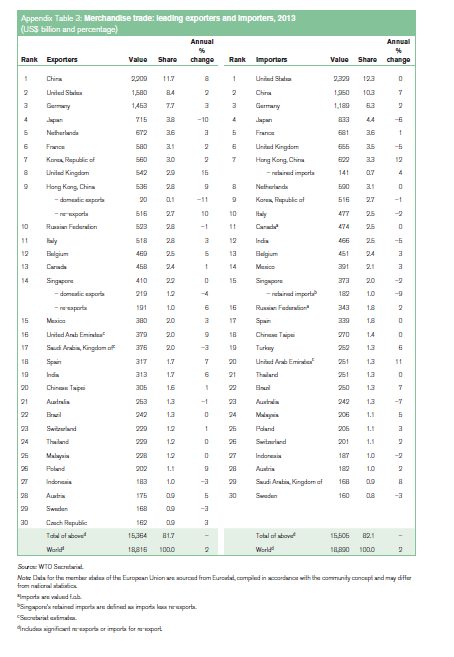 Appendix Table 3: Merchandise trade: leading exporters and importers, 2013
(US$ billion and percentage)
Annual Annual
% %
Rank Exporters Value Share change Rank Importers Value Share change
1 China 2,209 11.7 8 1 United States 2,329 12.3 0
2 United States 1,580 8.4 2 2 China 1,950 10.3 7
3 Germany 1,453 7.7 3 3 Germany 1,189 6.3 2
4 Japan 715 3.8 –10 4 Japan 833 4.4 –6
5 Netherlands 672 3.6 3 5 France 681 3.6 1
6 France 580 3.1 2 6 United Kingdom 655 3.5 –5
7 Korea, Republic of 560 3.0 2 7 Hong Kong, China 622 3.3 12
8 United Kingdom 542 2.9 15 – retained imports 141 0.7 4
9 Hong Kong, China 536 2.8 9 8 Netherlands 590 3.1 0
– domestic exports 20 0.1 –11 9 Korea, Republic of 516 2.7 –1
– re-exports 516 2.7 10 10 Italy 477 2.5 –2
10 Russian Federation 523 2.8 –1 11 Canadaᵃ 474 2.5 0
11 Italy 518 2.8 3 12 India 466 2.5 –5
12 Belgium 469 2.5 5 13 Belgium 451 2.4 3
13 Canada 458 2.4 1 14 Mexico 391 2.1 3
14 Singapore 410 2.2 0 15 Singapore 373 2.0 –2
– domestic exports 219 1.2 –4 – retained importsᵇ 182 1.0 –9
– re-exports 191 1.0 6 16 Russian Federationᵃ 343 1.8 2
15 Mexico 380 2.0 3 17 Spain 339 1.8 0
16 United Arab Emiratesᶜ 379 2.0 9 18 Chinese Taipei 270 1.4 0
17 Saudi Arabia, Kingdom ofᶜ 376 2.0 –3 19 Turkey 252 1.3 6
18 Spain 317 1.7 7 20 United Arab Emiratesᶜ 251 1.3 11
19 India 313 1.7 6 21 Thailand 251 1.3 0
20 Chinese Taipei 305 1.6 1 22 Brazil 250 1.3 7
21 Australia 253 1.3 –1 23 Australia 242 1.3 –7
22 Brazil 242 1.3 0 24 Malaysia 206 1.1 5
23 Switzerland 229 1.2 1 25 Poland 205 1.1 3
24 Thailand 229 1.2 0 26 Switzerland 201 1.1 2
25 Malaysia 228 1.2 0 27 Indonesia 187 1.0 –2
26 Poland 202 1.1 9 28 Austria 182 1.0 2
27 Indonesia 183 1.0 –3 29 Saudi Arabia, Kingdom of 168 0.9 8
28 Austria 175 0.9 5 30 Sweden 160 0.8 –3
29 Sweden 168 0.9 –3
30 Czech Republic 162 0.9 3
Total of aboveᵈ 15,364 81.7 – Total of aboveᵈ 15,505 82.1 –
Worldᵈ 18,816 100.0 2 Worldᵈ 18,890 100.0 2
Source: WTO Secretariat.
Note: Data for the member states of the European Union are sourced from Eurostat, compiled in accordance with the community concept and may differ
from national statistics.
ᵃImports are valued f.o.b.
ᵇSingapore's retained imports are defined as imports less re-exports.
ᶜSecretariat estimates.
ᵈIncludes significant re-exports or imports for re-export.